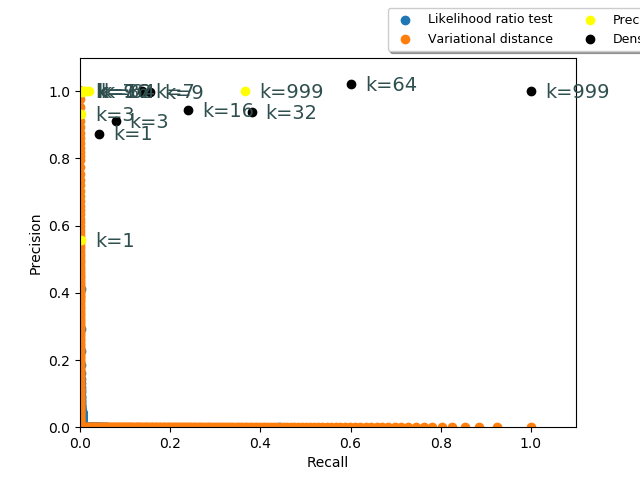 Likelihood ratio test
Variational distance
Prec
Dens
k=999
k=64
k=999
k=7
k=9
k=16
k=32
k=3
k=3
k=1
k=1
1.0
0.8
0.6
0.4
0.2
0.0
Precision
0.0 0.2 0.4 0.6 0.8 1.0
Recall